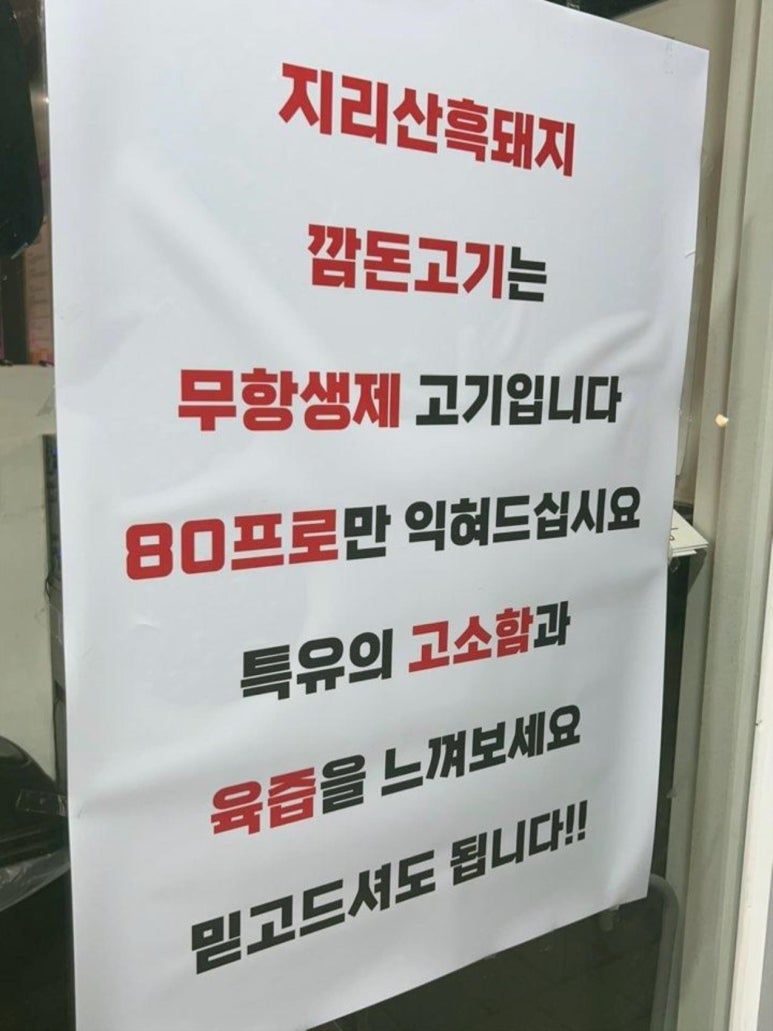 지리산흑돼지
깜돈고기는
무항생제 고기입니다
80프로만 익혀드십시요
특유의 고소함과
육즙을 느껴보세요
믿고드셔도 됩니다!!